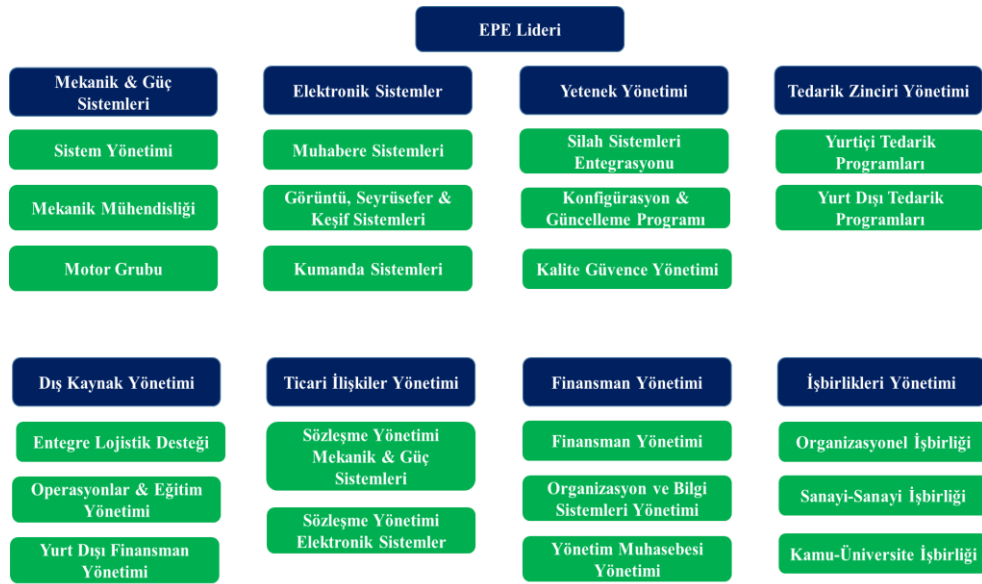 EPE Lideri
Mekanik & Güç
Sistemleri
Sistem Yönetimi
Mekanik Mühendisliği
Motor Grubu
Elektronik Sistemler
Muhabere Sistemleri
Görüntü, Seyrüsefer &
Keşif Sistemleri
Kumanda Sistemleri
Yetenek Yönetimi
Silah Sistemleri
Entegrasyonu
Konfigürasyon &
Güncelleme Programı
Kalite Güvence Yönetimi
Tedarik Zinciri Yönetimi
Yurtiçi Tedarik
Programları
Yurt Dışı Tedarik
Programları
Dış Kaynak Yönetimi
Entegre Lojistik Desteği
Operasyonlar & Eğitim
Yönetimi
Yurt Dışı Finansman
Yönetimi
Ticari İlişkiler Yönetimi
Sözleşme Yönetimi
Mekanik & Güç
Sistemleri
Sözleşme Yönetimi
Elektronik Sistemler
Finansman Yönetimi
Finansman Yönetimi
Organizasyon ve Bilgi
Sistemleri Yönetimi
Yönetim Muhasebesi
Yönetimi
İşbirlikleri Yönetimi
Organizasyonel İşbirliği
Sanayi-Sanayi İşbirliği
Kamu-Üniversite İşbirliği